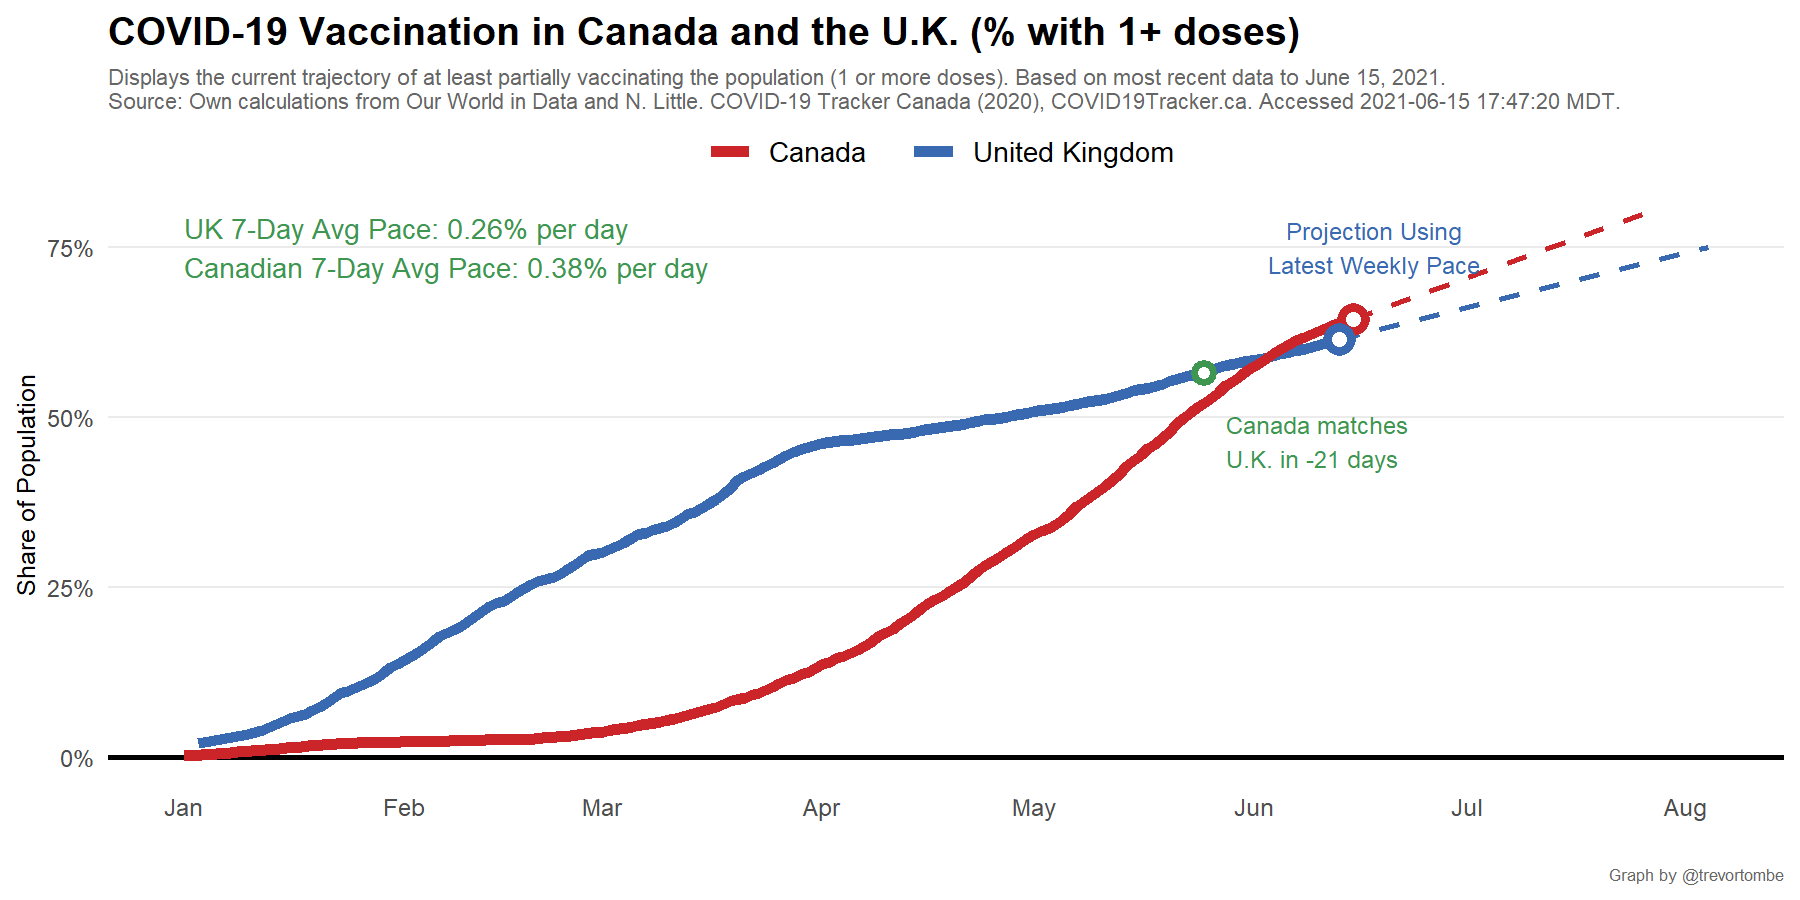 COVID-19 Vaccination in Canada and the U.K. (% with 1+ doses)
Displays the current trajectory of at least partially vaccinating the population (1 or more doses). Based on most recent data to June 15, 2021.
Source: Own calculations from Our World in Data and N. Little. COVID-19 Tracker Canada (2020), COVID19Tracker.ca. Accessed 2021-06-15 17:47:20 MDT.
Canada
United Kingdom
UK 7-Day Avg Pace: 0.26% per day
Canadian 7-Day Avg Pace: 0.38% per day
Projection Using
Latest Weekly Pace
Canada matches
U.K. in -21 days
Share of Population
75%
50%
25%
0%
Jan
Feb
Mar
Apr
May
Jun
Jul
Aug
Graph by @trevortombe